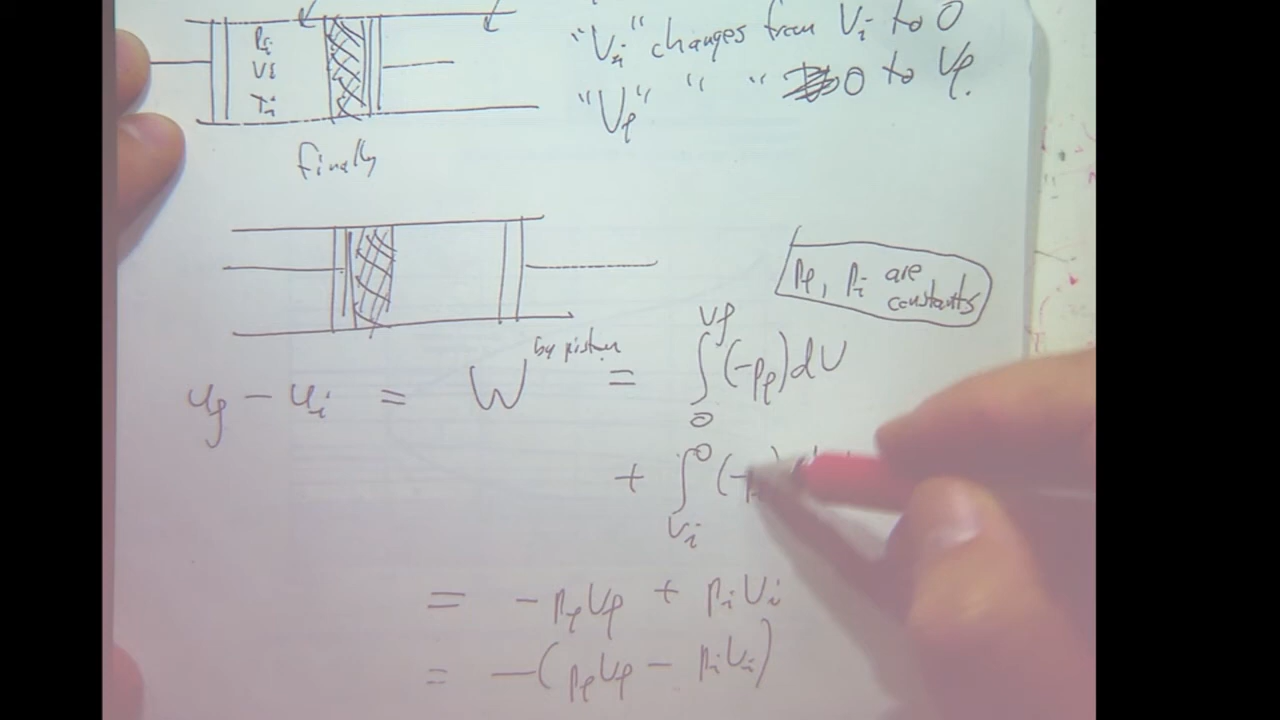 "Vi" changes from Vi to 0
"Vf" " " 0 to Vf.
Pi
Vi
Ti
finally
Pf, Pi are
constants
Uf - Ui = W by piston = ∫0^Vf (-Pf)dV
+ ∫Vi^0 (-P
= -PfVf + PiVi
= -(PfVf - PiVi)